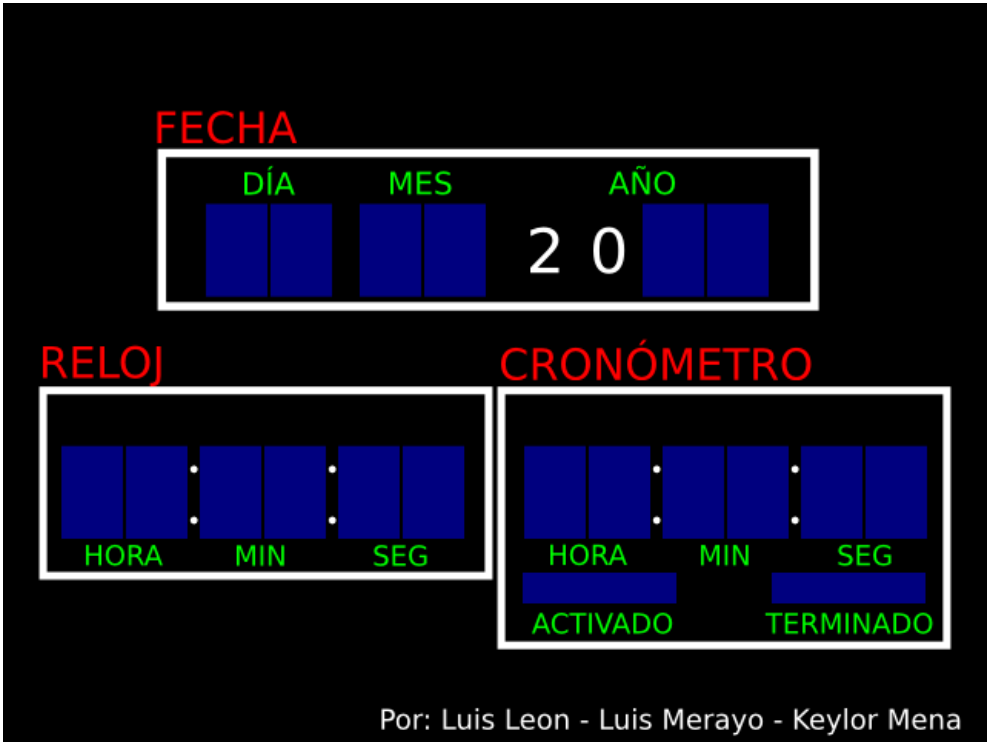 FECHA
DÍA MES AÑO
2 0
RELOJ
: :
HORA MIN SEG
CRONÓMETRO
: :
HORA MIN SEG
ACTIVADO TERMINADO
Por: Luis Leon - Luis Merayo - Keylor Mena